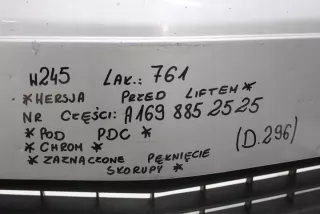 W245 LAK.: 761
*WERSJA PRZED LIFTEM*
NR CZĘŚCI: A169 885 25 25
*POD PDC* (D.296)
*CHROM*
*ZAZNACZONE PĘKNIĘCIE
SKORUPY*